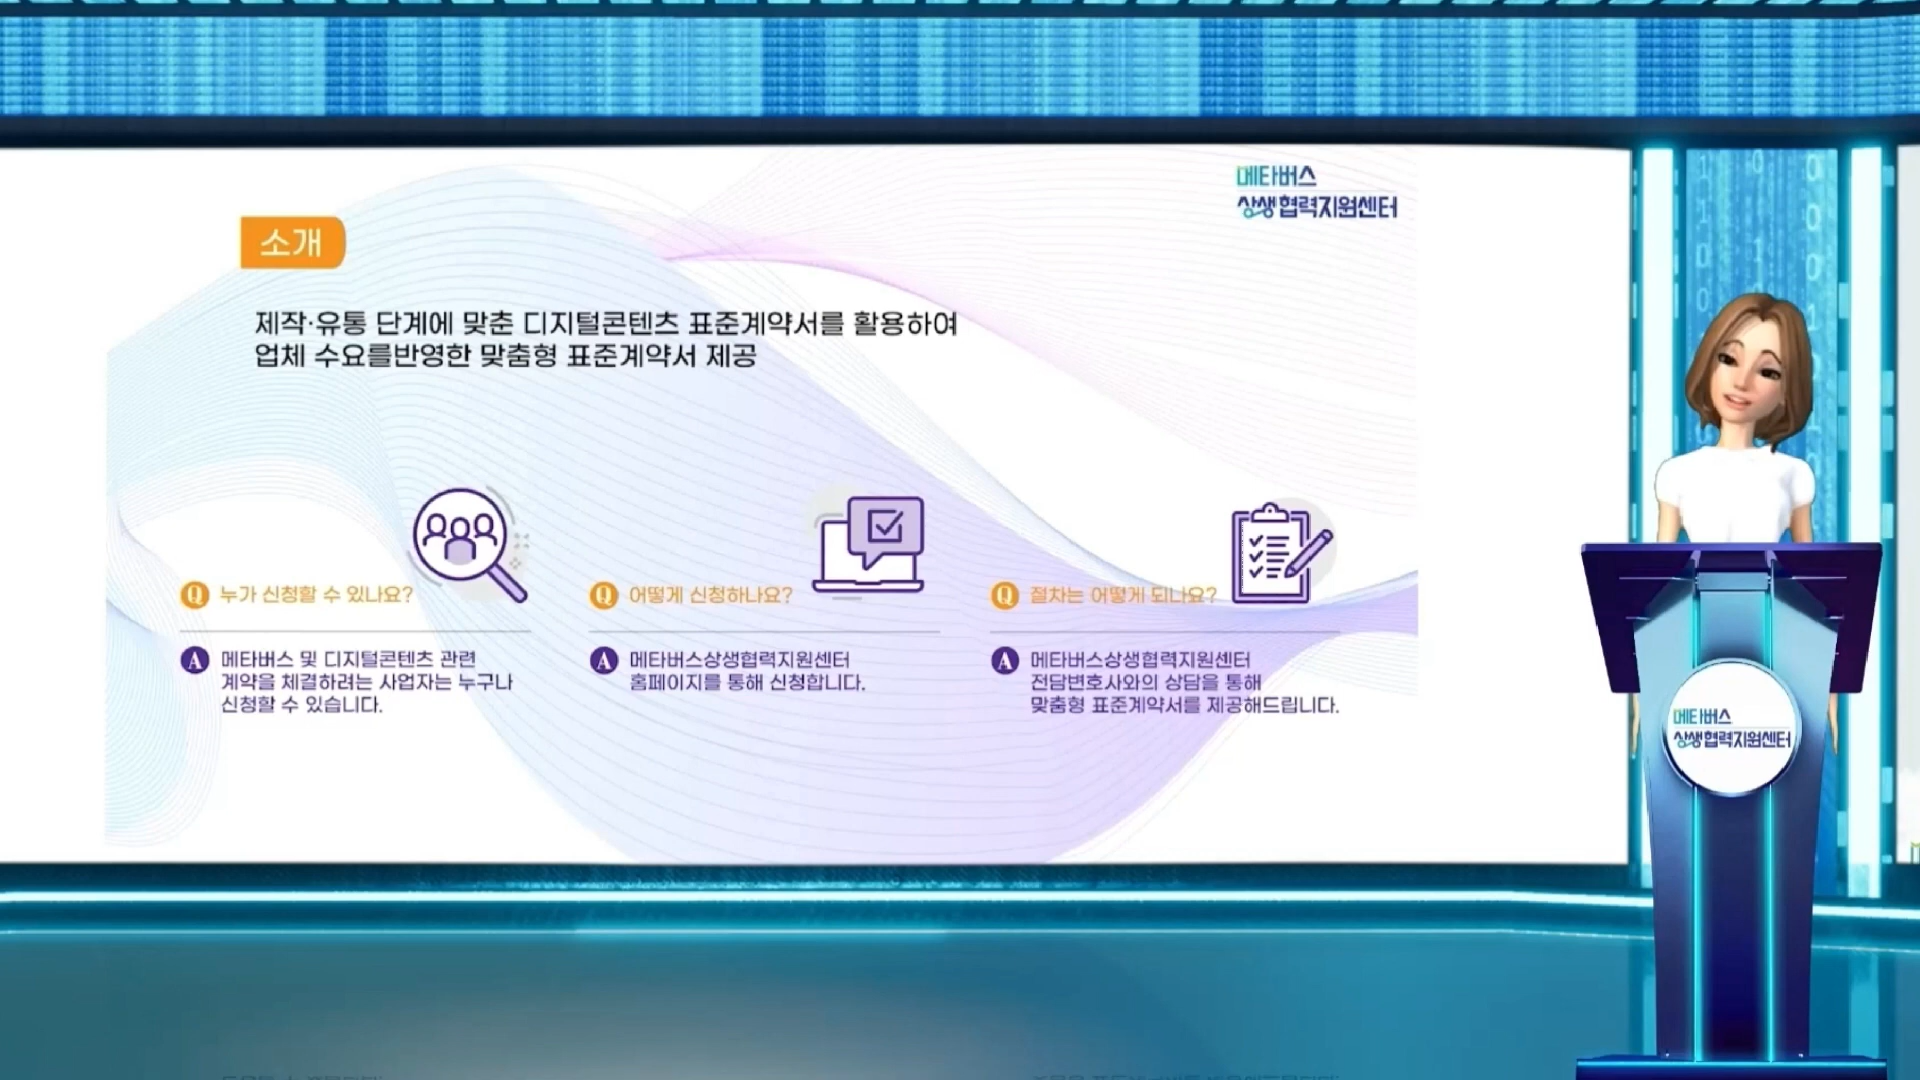 메타버스
상생협력지원센터
소개
제작·유통 단계에 맞춘 디지털콘텐츠 표준계약서를 활용하여
업체 수요를반영한 맞춤형 표준계약서 제공
Q 누가 신청할 수 있나요?
A 메타버스 및 디지털콘텐츠 관련
계약을 체결하려는 사업자는 누구나
신청할 수 있습니다.
Q 어떻게 신청하나요?
A 메타버스상생협력지원센터
홈페이지를 통해 신청합니다.
Q 절차는 어떻게 되나요?
A 메타버스상생협력지원센터
전담변호사와의 상담을 통해
맞춤형 표준계약서를 제공해드립니다.
메타버스
상생협력지원센터